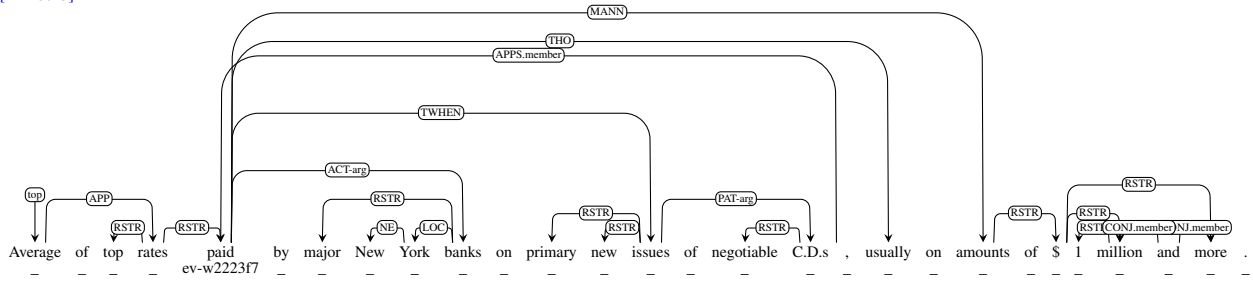 MANN
THO
APPS.member
TWHEN
ACT-arg
top APP RSTR RSTR RSTR NE LOC RSTR RSTR PAT-arg RSTR RSTR RSTR RSTR CONJ.member
Average of top rates paid by major New York banks on primary new issues of negotiable C.D.s , usually on amounts of $ 1 million and more .
_ _ _ _ ev-w2223f7 _ _ _ _ _ _ _ _ _ _ _ _ _ _ _ _ _ _ _ _ _ _ _